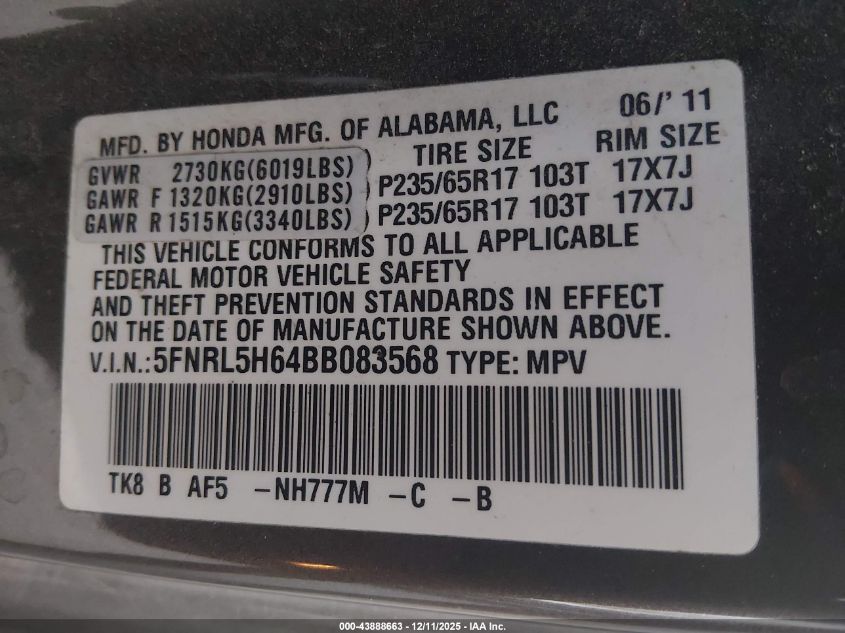 MFD. BY HONDA MFG. OF ALABAMA, LLC 06/'11
GVWR 2730KG(6019LBS) TIRE SIZE RIM SIZE
GAWR F 1320KG(2910LBS) P235/65R17 103T 17X7J
GAWR R 1515KG(3340LBS) P235/65R17 103T 17X7J
THIS VEHICLE CONFORMS TO ALL APPLICABLE
FEDERAL MOTOR VEHICLE SAFETY
AND THEFT PREVENTION STANDARDS IN EFFECT
ON THE DATE OF MANUFACTURE SHOWN ABOVE.
V.I.N.:5FNRL5H64BB083568 TYPE: MPV
TK8 B AF5 -NH777M -C -B
000-43888663 - 12/11/2025 - IAA Inc.